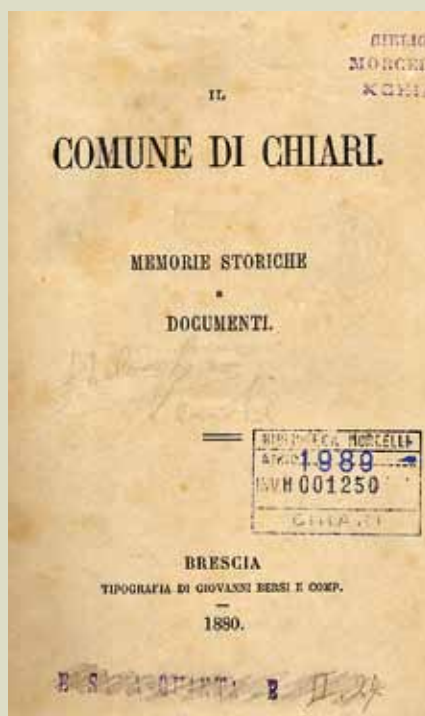 IL
COMUNE DI CHIARI.
MEMORIE STORICHE
E
DOCUMENTI.
BIBLIOTECA MORCELLI
1989
001250
CHIARI
BRESCIA
TIPOGRAFIA DI GIOVANNI BERSI E COMP.
1880.